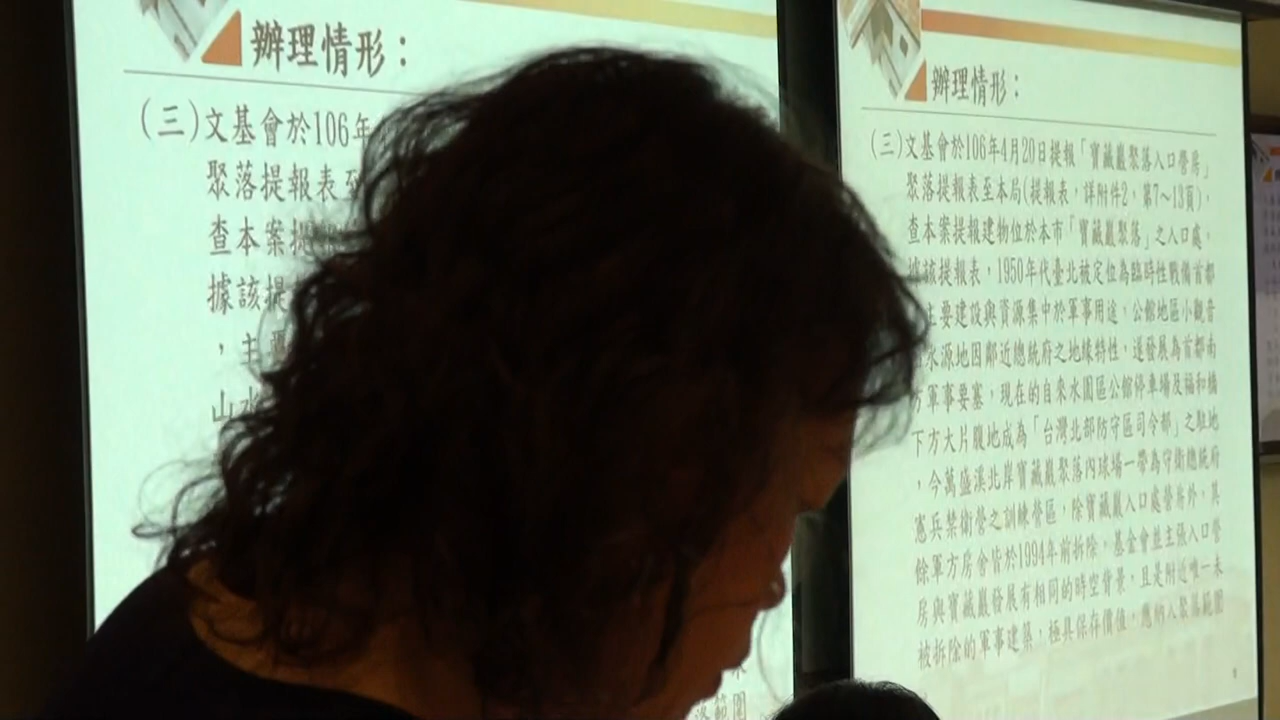 辦理情形：
(三)文基會於106年
聚落提報表至
查本案提
據該提
，主要
山水
落範圍
辦理情形：
(三)文基會於106年4月20日提報「寶藏巖聚落入口營房」
聚落提報表至本局(提報表，詳附件2，第7～13頁)，
查本案提報建物位於本市「寶藏巖聚落」之入口處。
據該提報表，1950年代臺北被定位為臨時性戰備首都
主要建設與資源集中於軍事用途，公館地區小觀音
水源地因鄰近總統府之地緣特性，遂發展為首都南
方軍事要塞，現在的自來水園區公館停車場及福和橋
下方大片腹地成為「台灣北部防守區司令部」之駐地
，今萬盛溪北岸寶藏巖聚落內球場一帶為守衛總統府
憲兵禁衛營之訓練營區，除寶藏巖入口處營房外，其
餘軍方房舍皆於1994年前拆除。基金會並主張入口營
房與寶藏巖發展有相同的時空背景，且是附近唯一未
被拆除的軍事建築，極具保存價值，應納入聚落範圍